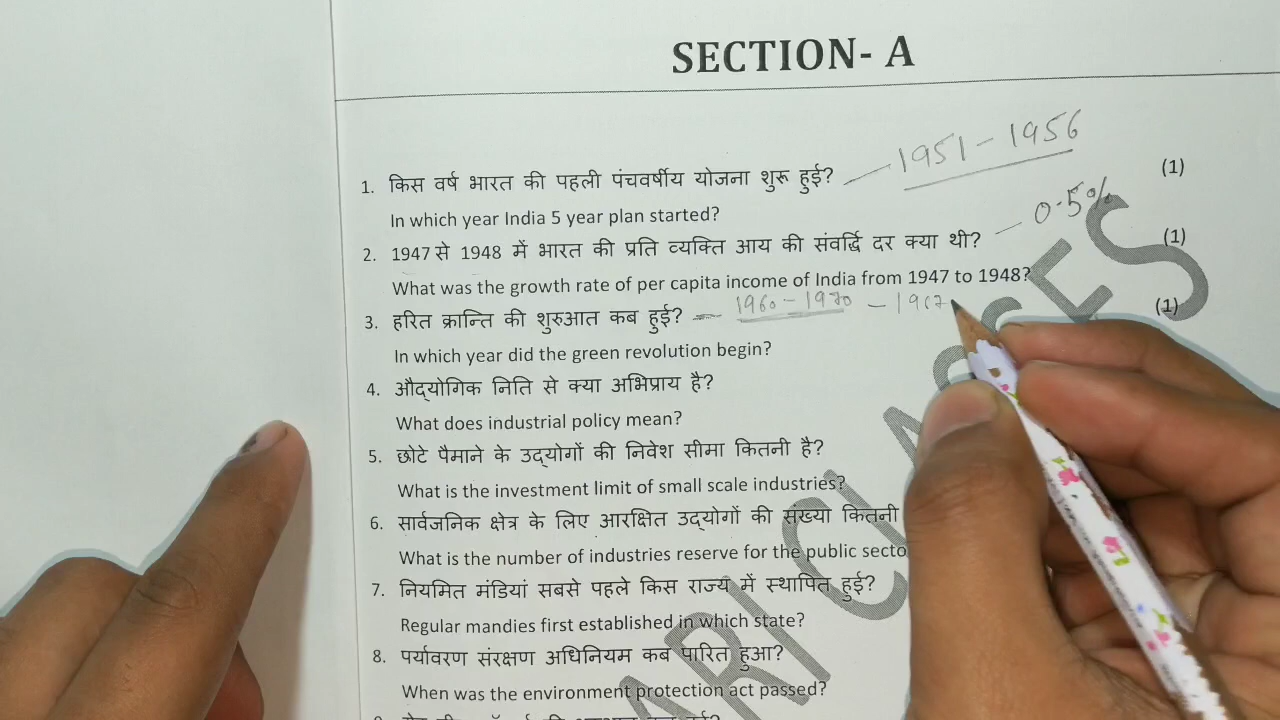 SECTION- A
1. किस वर्ष भारत की पहली पंचवर्षीय योजना शुरू हुई? — 1951 - 1956 (1)
In which year India 5 year plan started?
2. 1947 से 1948 में भारत की प्रति व्यक्ति आय की संवर्द्धि दर क्या थी? — 0.5% (1)
What was the growth rate of per capita income of India from 1947 to 1948?
3. हरित क्रान्ति की शुरुआत कब हुई? — 1960 - 1970 — 1967 (1)
In which year did the green revolution begin?
4. औद्योगिक निति से क्या अभिप्राय है?
What does industrial policy mean?
5. छोटे पैमाने के उद्योगों की निवेश सीमा कितनी है?
What is the investment limit of small scale industries?
6. सार्वजनिक क्षेत्र के लिए आरक्षित उद्योगों की संख्या कितनी
What is the number of industries reserve for the public secto
7. नियमित मंडियां सबसे पहले किस राज्य में स्थापित हुई?
Regular mandies first established in which state?
8. पर्यावरण संरक्षण अधिनियम कब पारित हुआ?
When was the environment protection act passed?